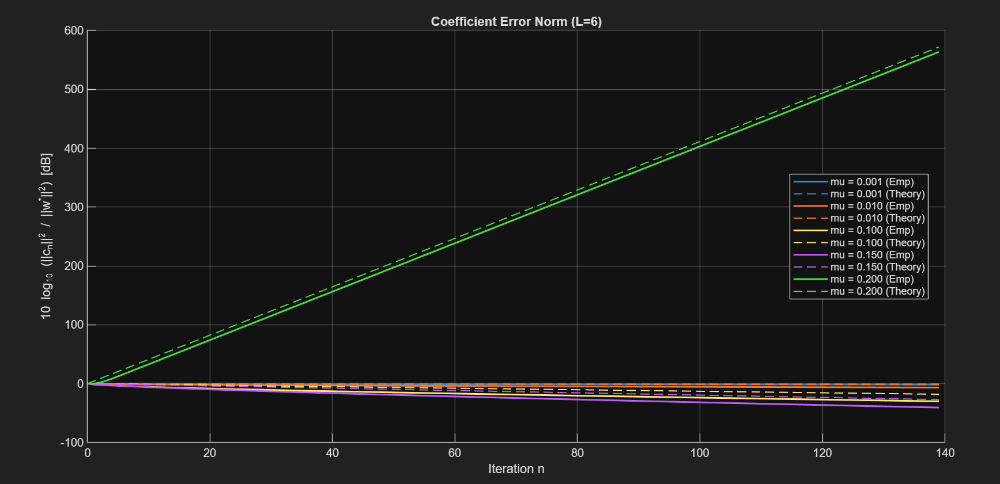 Coefficient Error Norm (L=6)
10 log₁₀ (||cₙ||² / ||w*||²) [dB]
600
500
400
300
200
100
0
-100
mu = 0.001 (Emp)
mu = 0.001 (Theory)
mu = 0.010 (Emp)
mu = 0.010 (Theory)
mu = 0.100 (Emp)
mu = 0.100 (Theory)
mu = 0.150 (Emp)
mu = 0.150 (Theory)
mu = 0.200 (Emp)
mu = 0.200 (Theory)
0 20 40 60 80 100 120 140
Iteration n